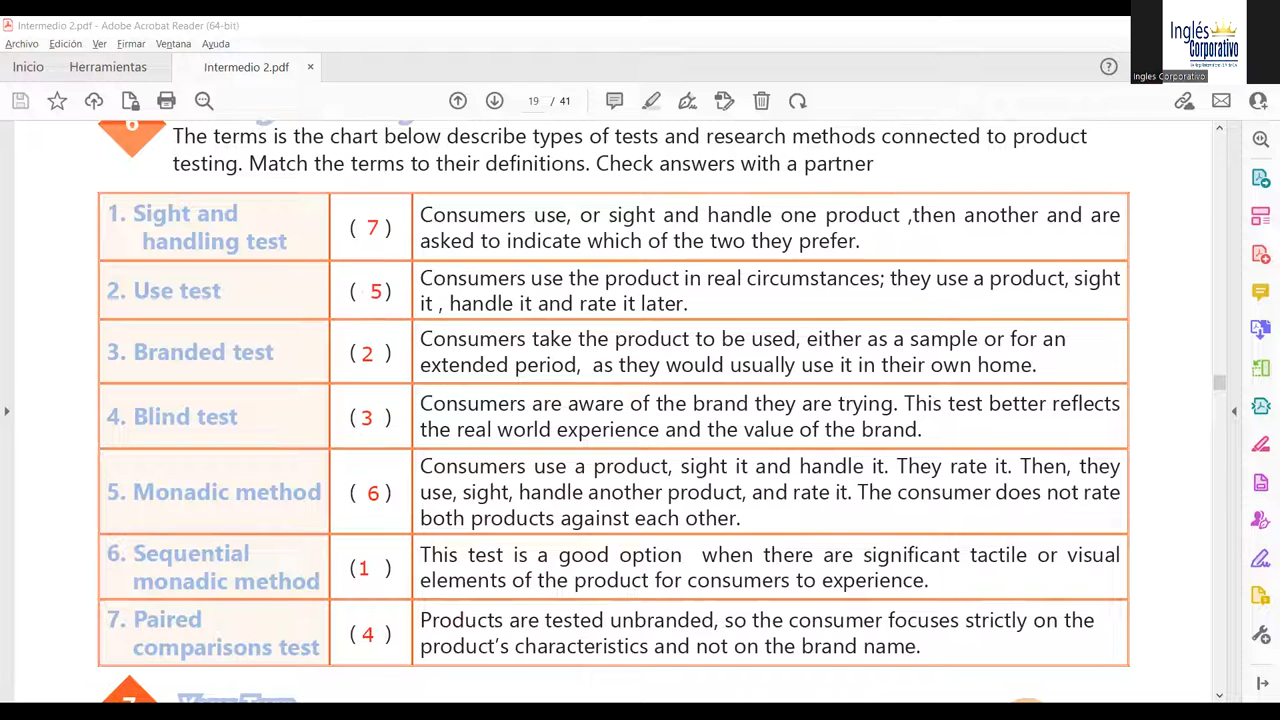 Intermedio 2.pdf - Adobe Acrobat Reader (64-bit)
Archivo Edición Ver Firmar Ventana Ayuda
Inicio Herramientas Intermedio 2.pdf × ?
19 / 41
Inglés
Corporativo
Ingles Corporativo
6
The terms is the chart below describe types of tests and research methods connected to product
testing. Match the terms to their definitions. Check answers with a partner
1. Sight and
handling test
( 7 )
Consumers use, or sight and handle one product ,then another and are
asked to indicate which of the two they prefer.
2. Use test
( 5)
Consumers use the product in real circumstances; they use a product, sight
it , handle it and rate it later.
3. Branded test
(2 )
Consumers take the product to be used, either as a sample or for an
extended period, as they would usually use it in their own home.
4. Blind test
(3 )
Consumers are aware of the brand they are trying. This test better reflects
the real world experience and the value of the brand.
5. Monadic method
( 6 )
Consumers use a product, sight it and handle it. They rate it. Then, they
use, sight, handle another product, and rate it. The consumer does not rate
both products against each other.
6. Sequential
monadic method
(1 )
This test is a good option when there are significant tactile or visual
elements of the product for consumers to experience.
7. Paired
comparisons test
( 4 )
Products are tested unbranded, so the consumer focuses strictly on the
product's characteristics and not on the brand name.
7 Your Turn